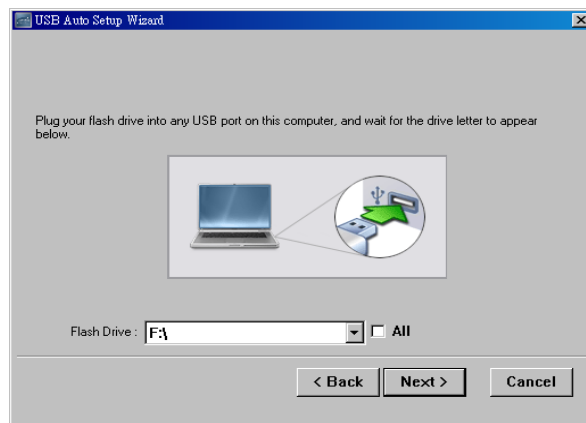 USB Auto Setup Wizard
Plug your flash drive into any USB port on this computer, and wait for the drive letter to appear
below.
Flash Drive : F:\ All
< Back Next > Cancel